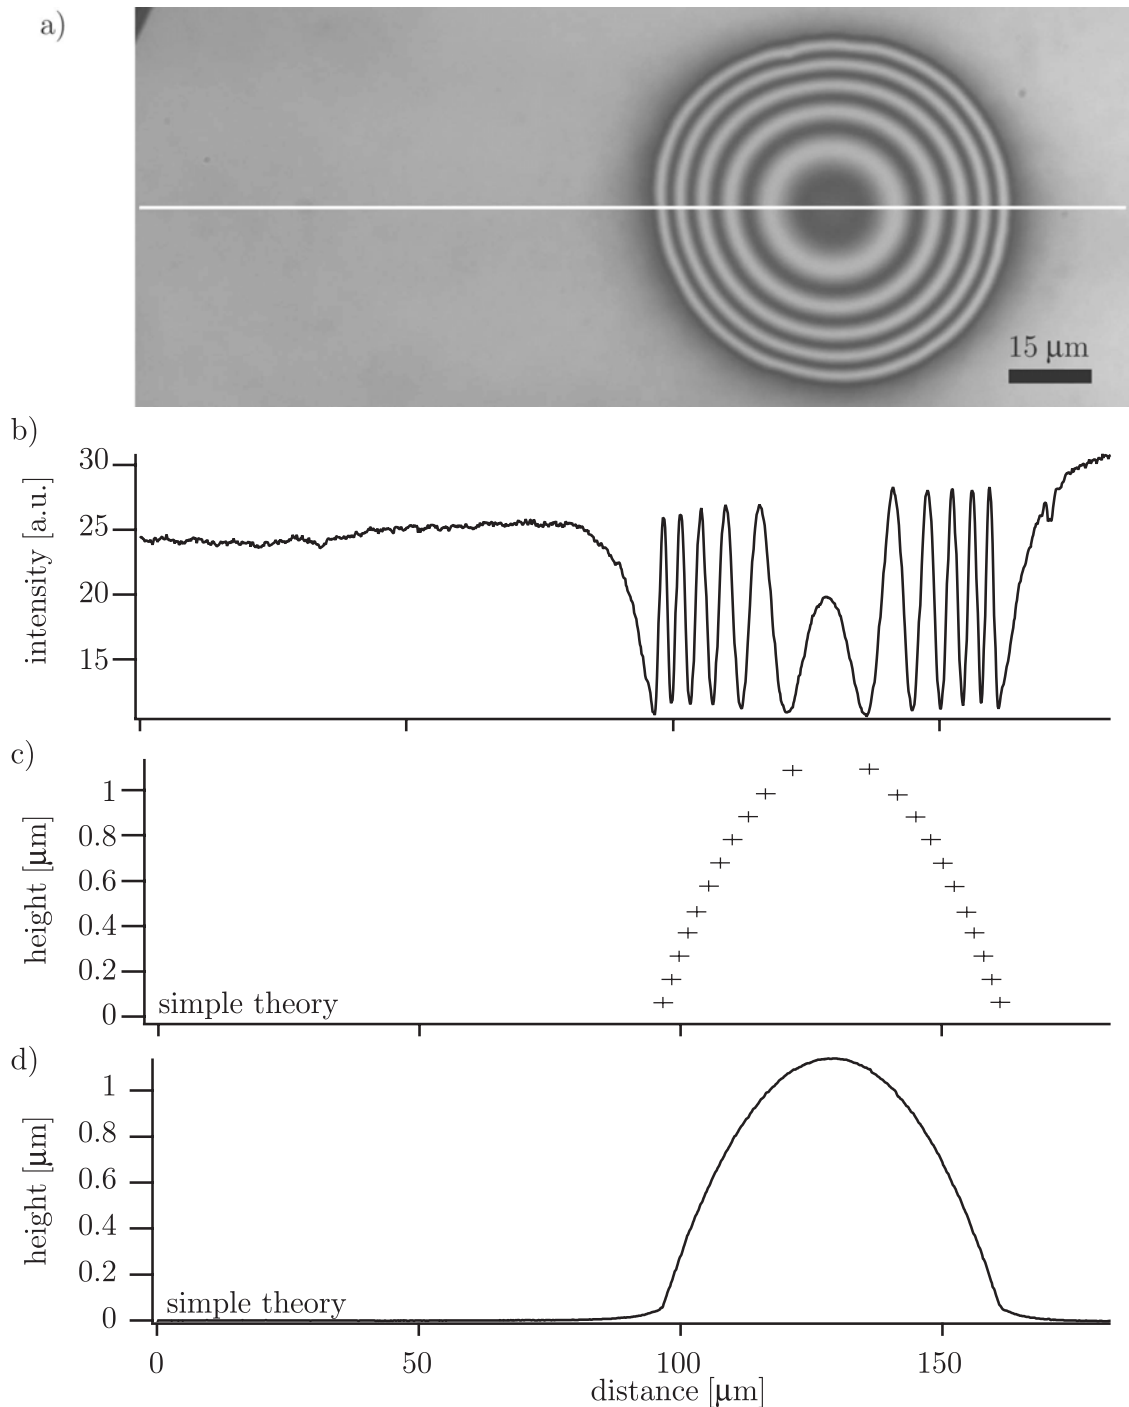 a)
15 µm
b)
intensity [a.u.]
30
25
20
15
c)
height [µm]
1
0.8
0.6
0.4
0.2
0
simple theory
d)
height [µm]
1
0.8
0.6
0.4
0.2
0
simple theory
0 50 100 150
distance [µm]